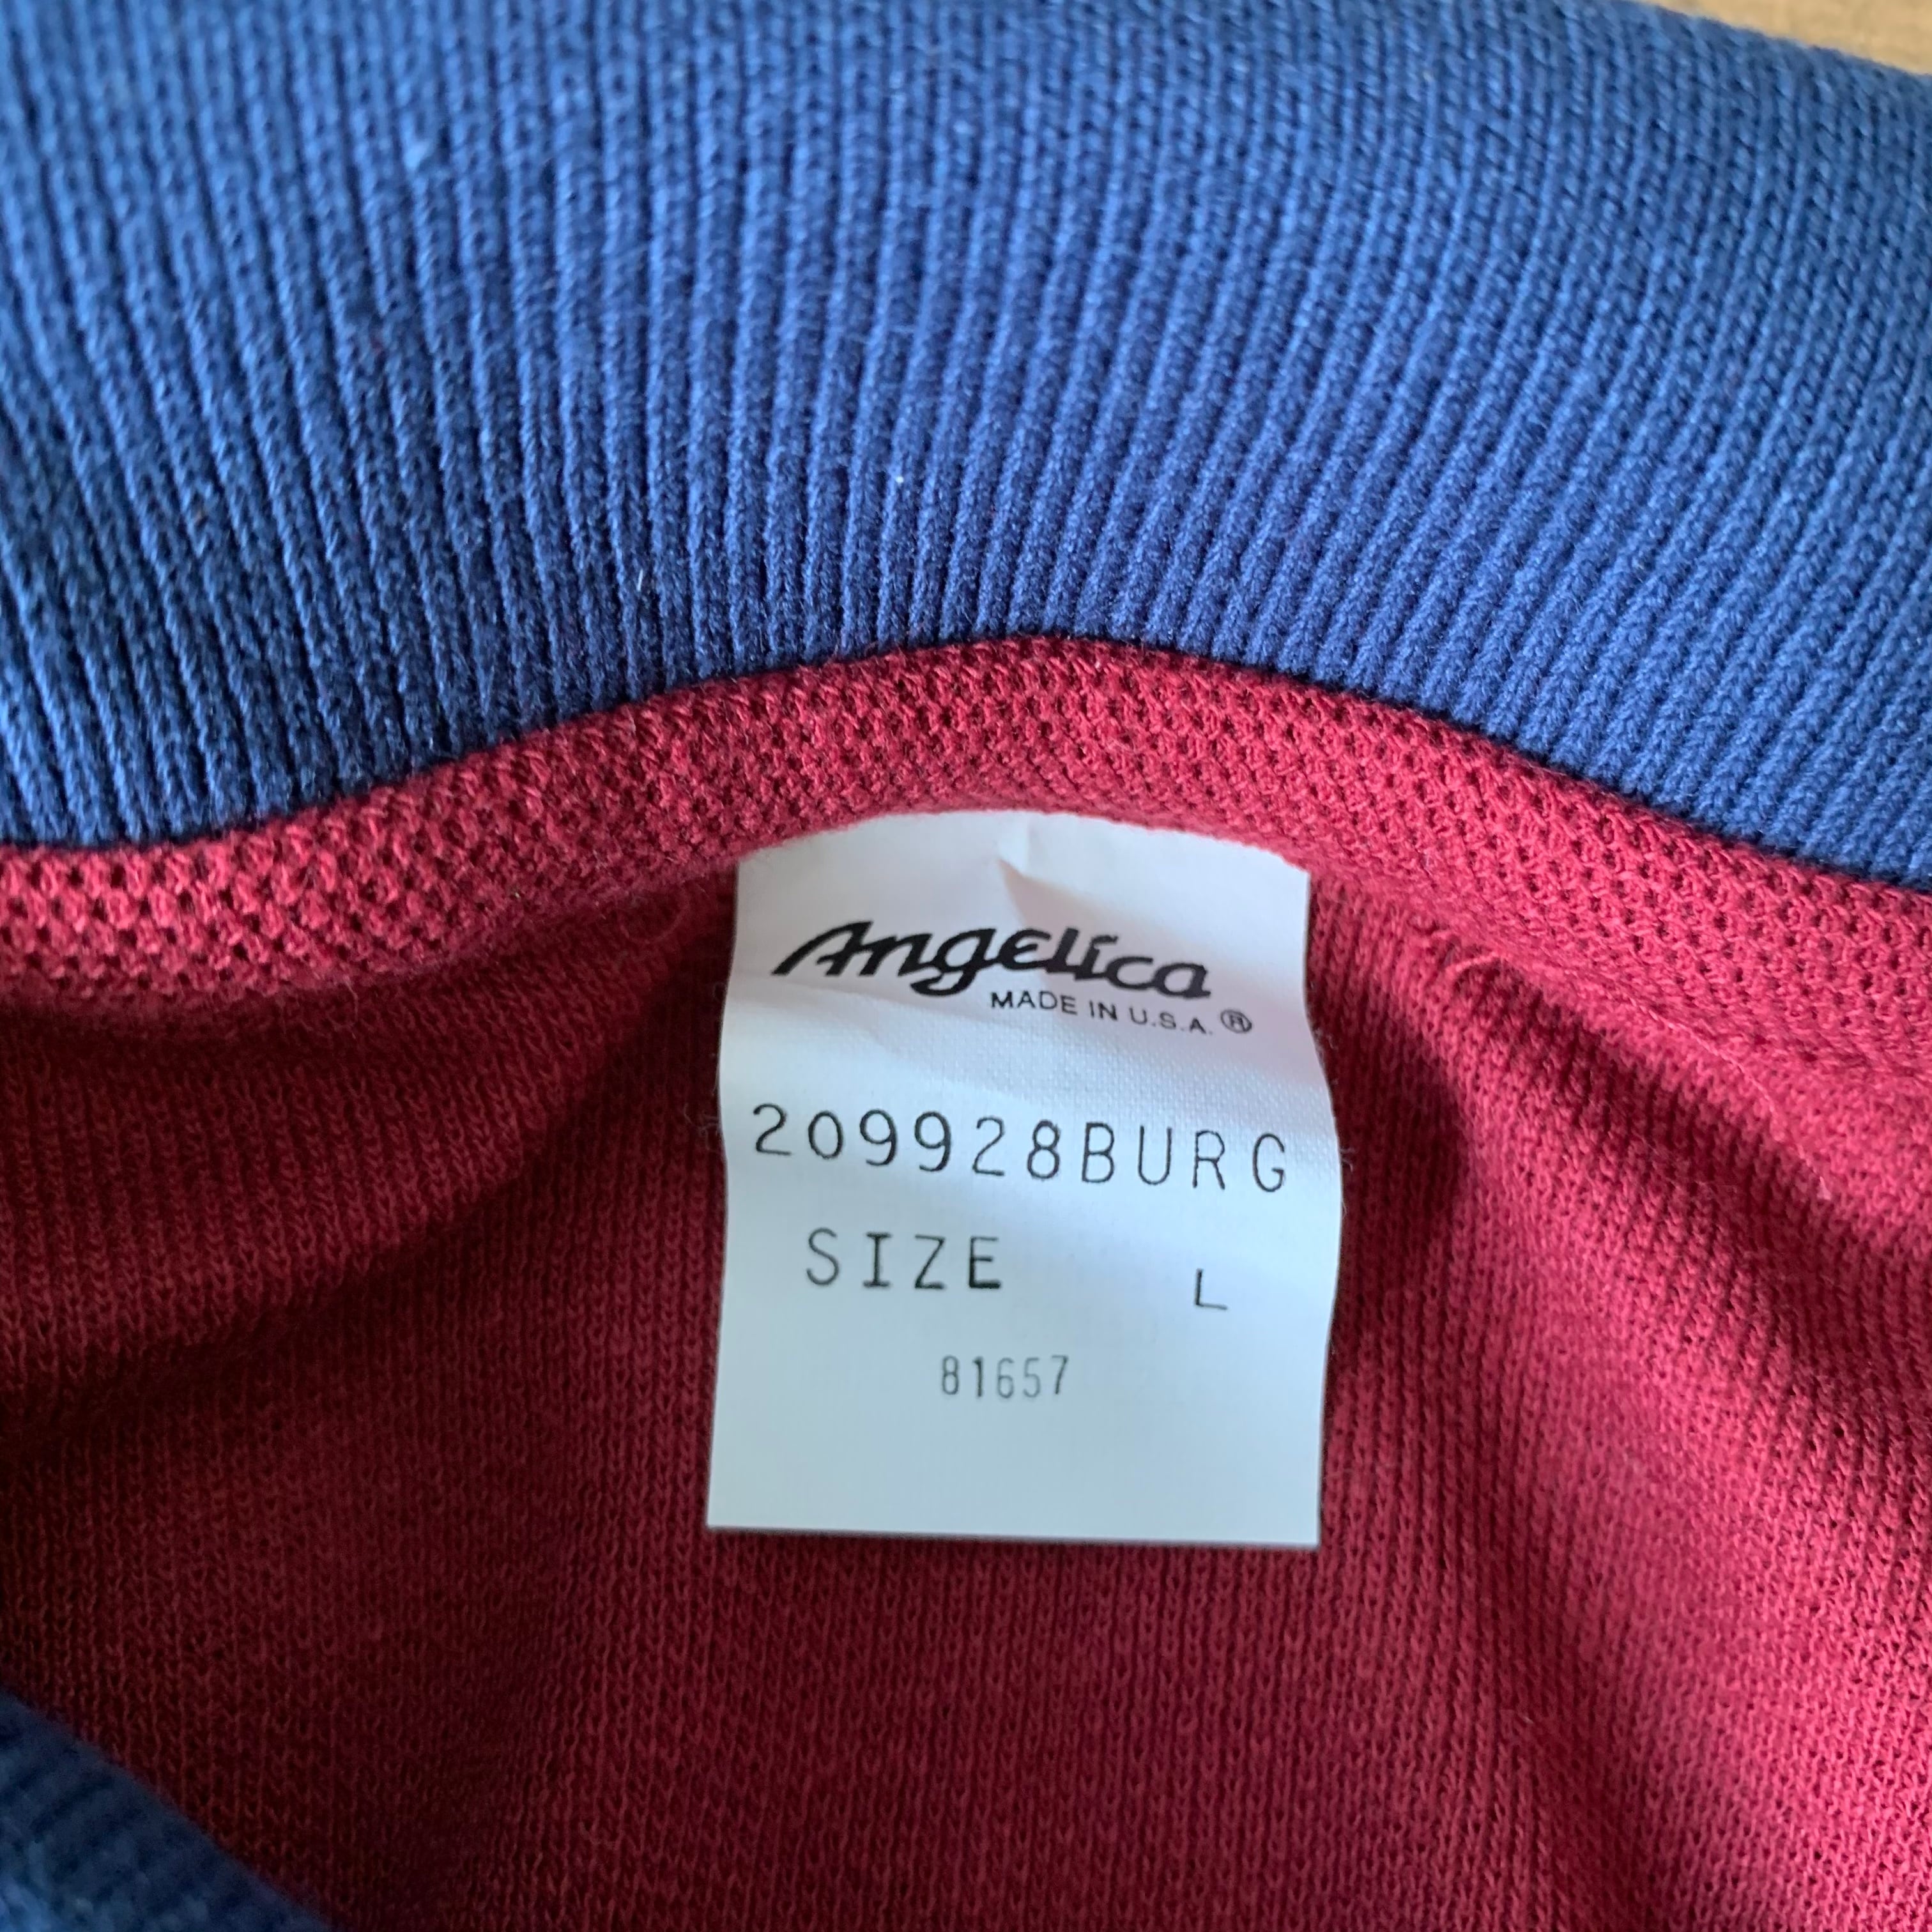 Angelica
MADE IN U.S.A. ®
209928BURG
SIZE L
81657